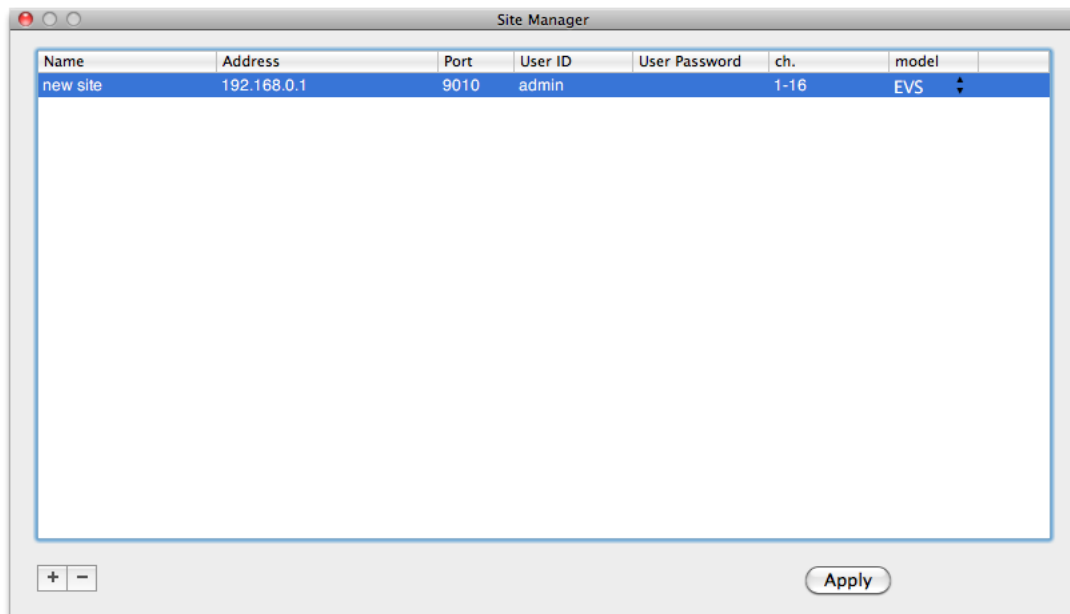 Site Manager
Name Address Port User ID User Password ch. model
new site 192.168.0.1 9010 admin 1-16 EVS
+ −
Apply